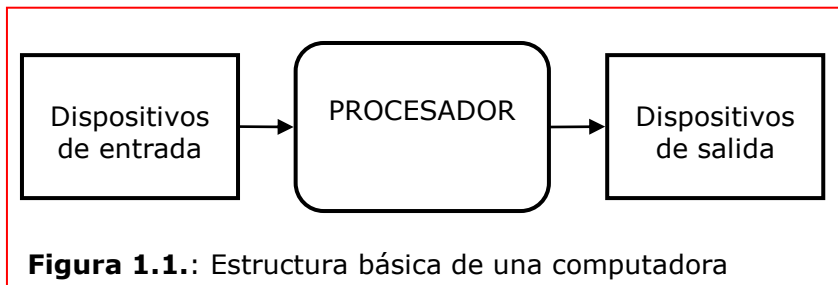 Dispositivos
de entrada
PROCESADOR
Dispositivos
de salida
Figura 1.1.: Estructura básica de una computadora